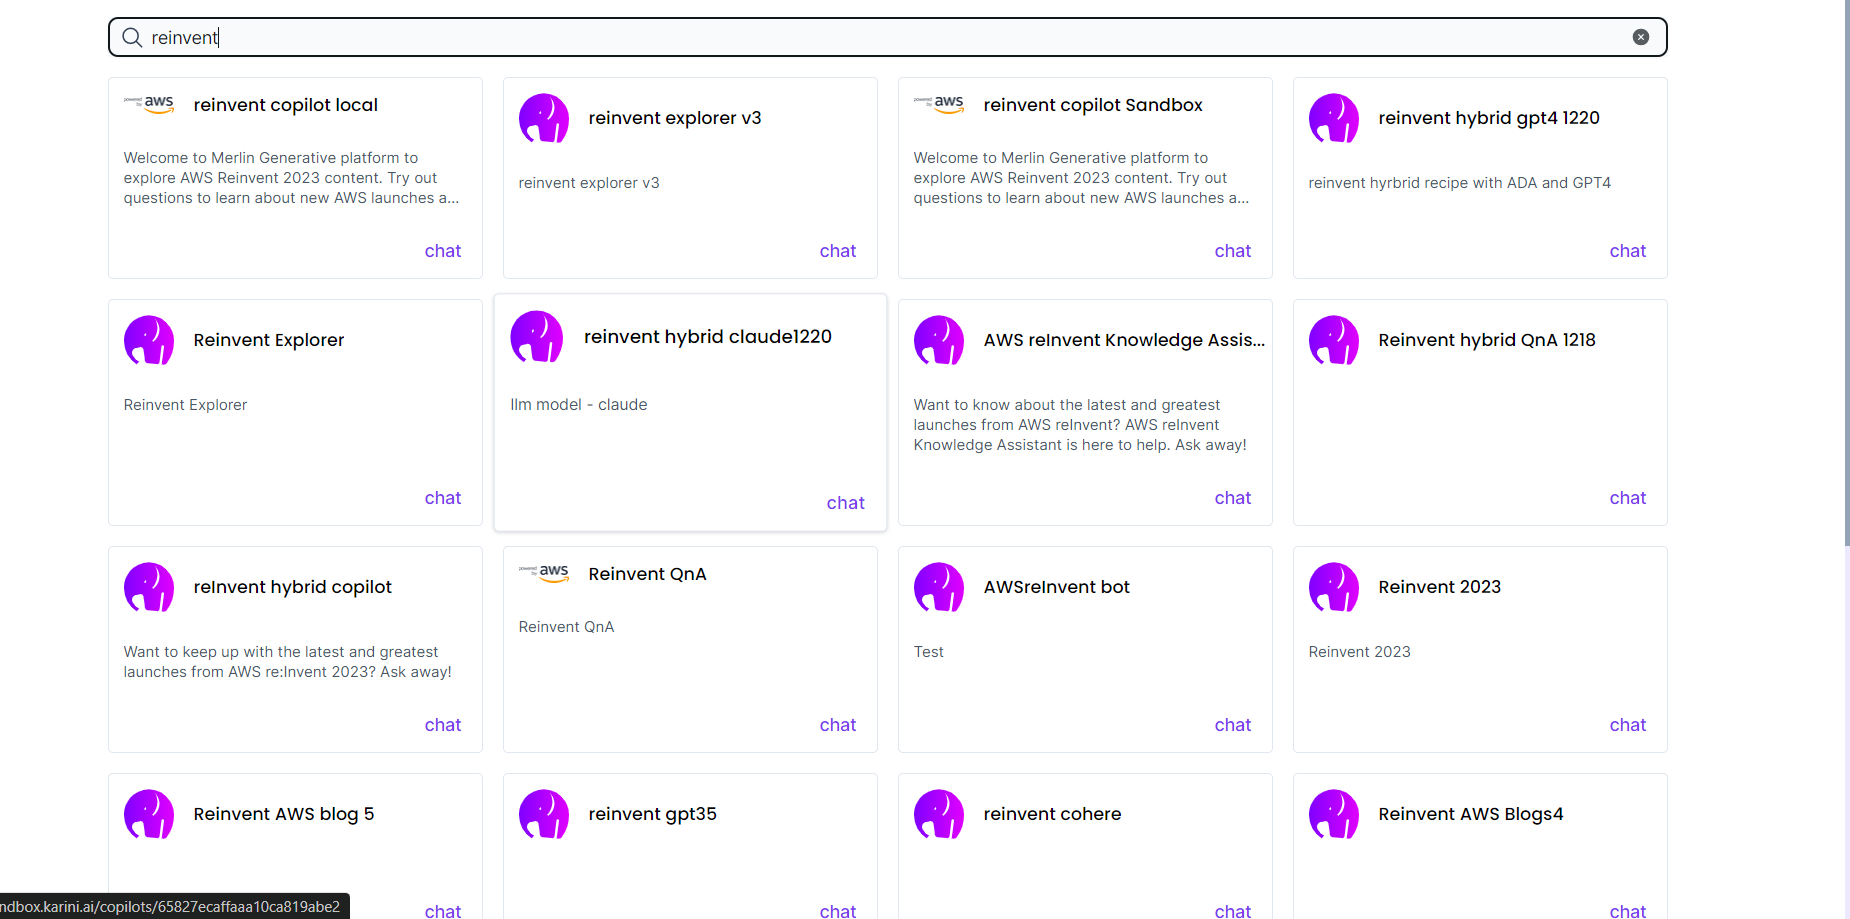 reinvent
powered by aws
reinvent copilot local
Welcome to Merlin Generative platform to
explore AWS Reinvent 2023 content. Try out
questions to learn about new AWS launches a...
chat
reinvent explorer v3
reinvent explorer v3
chat
powered by aws
reinvent copilot Sandbox
Welcome to Merlin Generative platform to
explore AWS Reinvent 2023 content. Try out
questions to learn about new AWS launches a...
chat
reinvent hybrid gpt4 1220
reinvent hyrbrid recipe with ADA and GPT4
chat
Reinvent Explorer
Reinvent Explorer
chat
reinvent hybrid claude1220
llm model - claude
chat
AWS reInvent Knowledge Assis...
Want to know about the latest and greatest
launches from AWS reInvent? AWS reInvent
Knowledge Assistant is here to help. Ask away!
chat
Reinvent hybrid QnA 1218
chat
reInvent hybrid copilot
Want to keep up with the latest and greatest
launches from AWS re:Invent 2023? Ask away!
chat
powered by aws
Reinvent QnA
Reinvent QnA
chat
AWSreInvent bot
Test
chat
Reinvent 2023
Reinvent 2023
chat
Reinvent AWS blog 5
chat
reinvent gpt35
chat
reinvent cohere
chat
Reinvent AWS Blogs4
chat
ndbox.karini.ai/copilots/65827ecaffaaa10ca819abe2